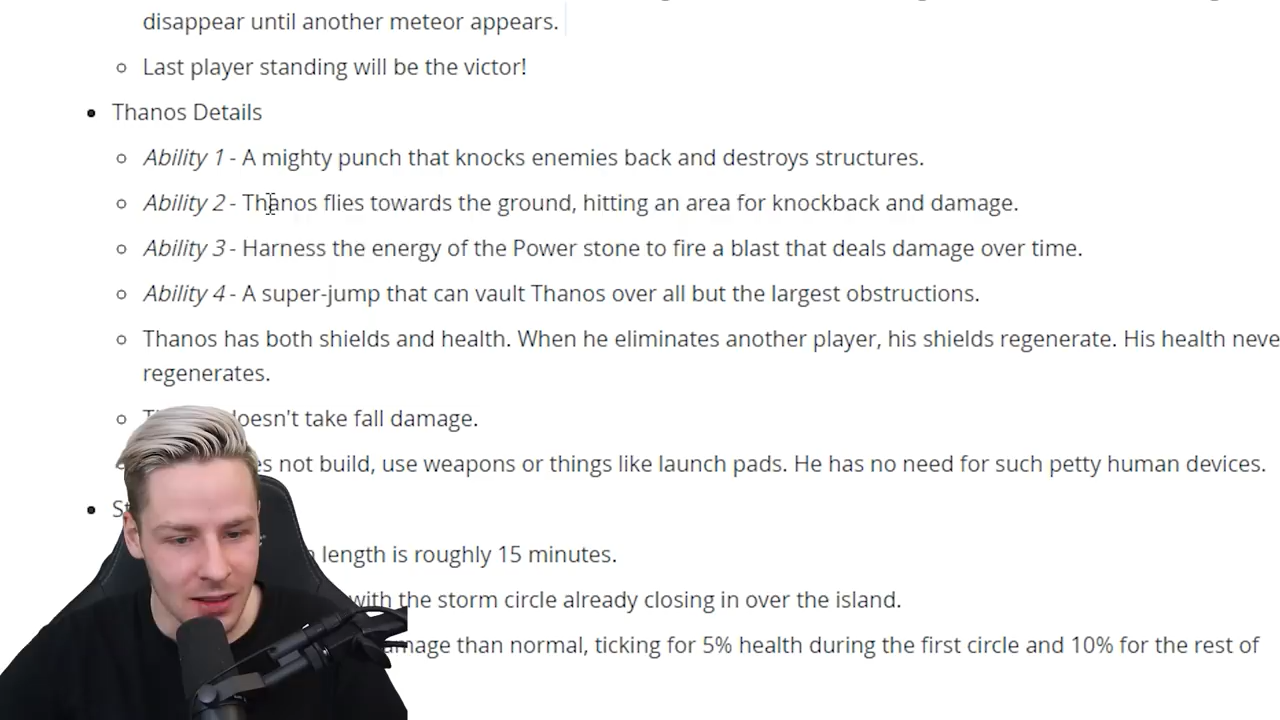 disappear until another meteor appears.
Last player standing will be the victor!
Thanos Details
Ability 1 - A mighty punch that knocks enemies back and destroys structures.
Ability 2 - Thanos flies towards the ground, hitting an area for knockback and damage.
Ability 3 - Harness the energy of the Power stone to fire a blast that deals damage over time.
Ability 4 - A super-jump that can vault Thanos over all but the largest obstructions.
Thanos has both shields and health. When he eliminates another player, his shields regenerate. His health neve
regenerates.
doesn't take fall damage.
not build, use weapons or things like launch pads. He has no need for such petty human devices.
length is roughly 15 minutes.
with the storm circle already closing in over the island.
than normal, ticking for 5% health during the first circle and 10% for the rest of